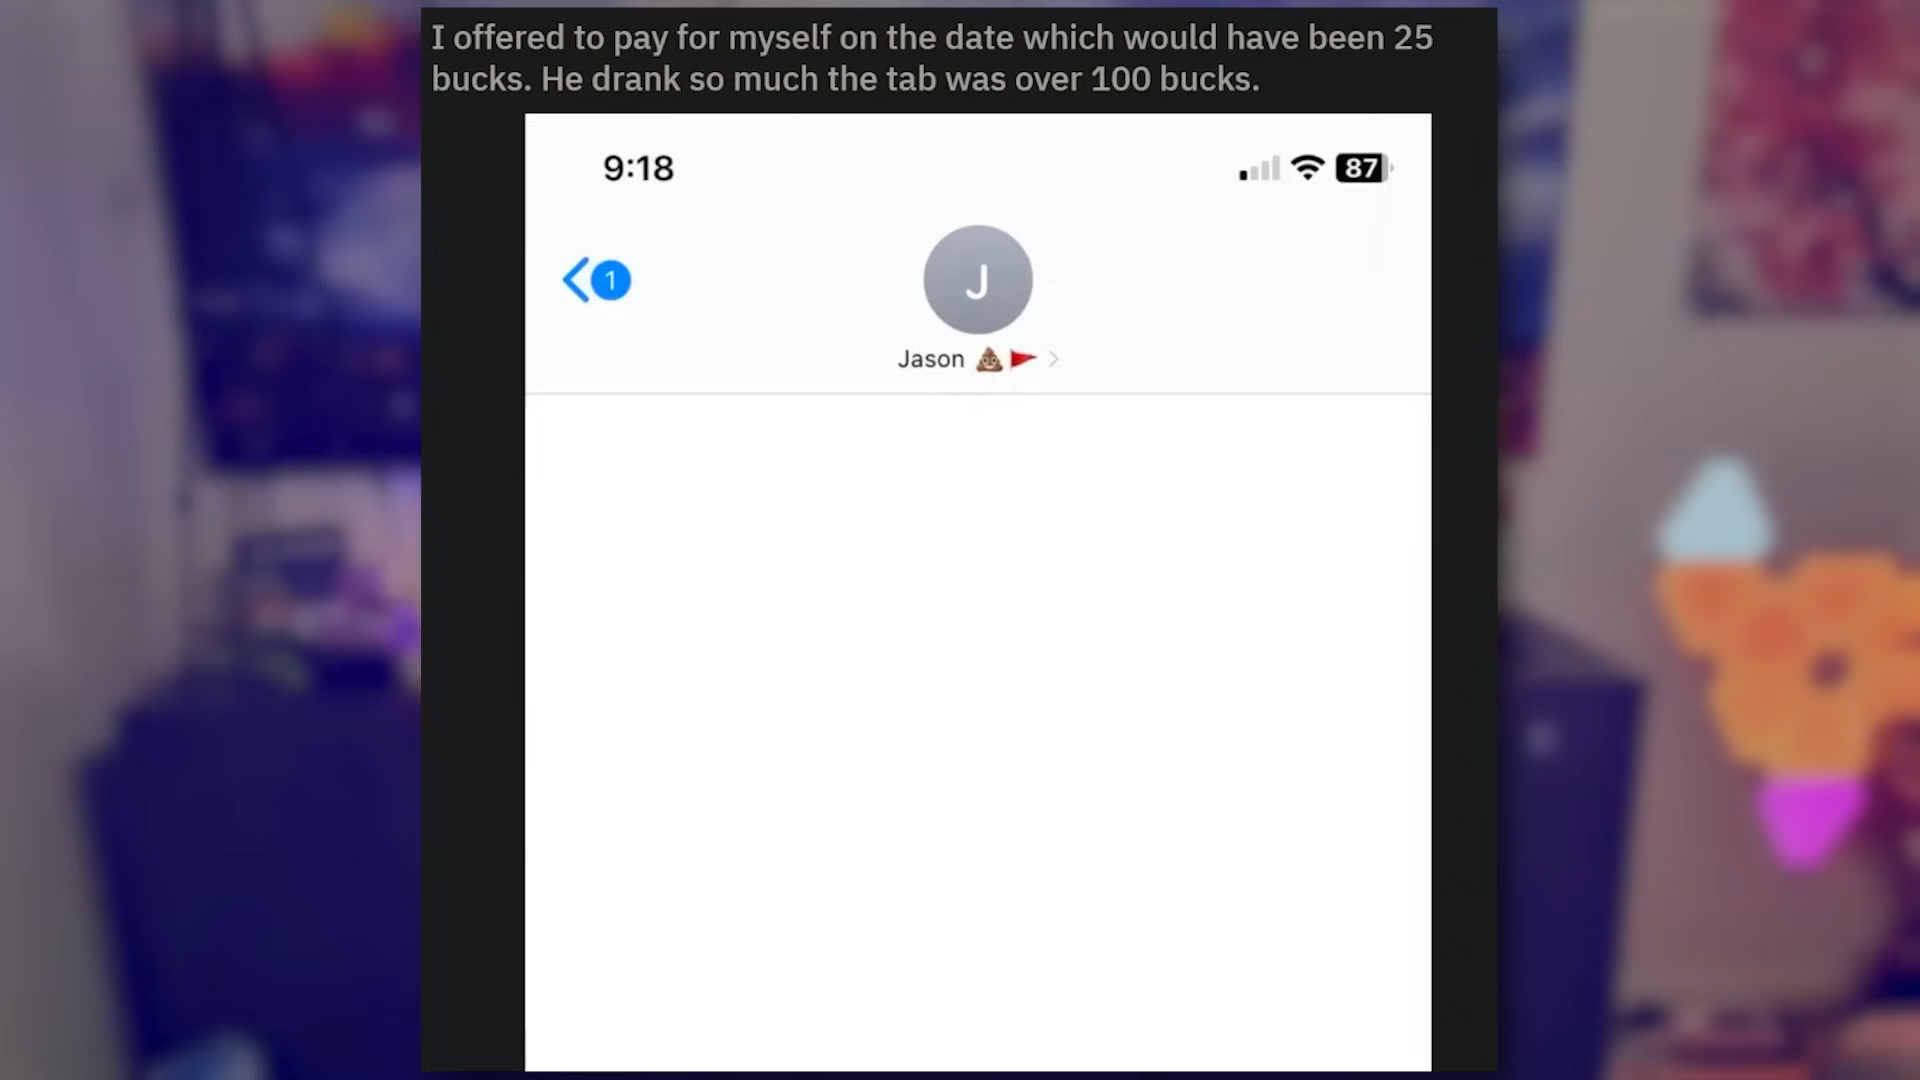 I offered to pay for myself on the date which would have been 25
bucks. He drank so much the tab was over 100 bucks.
9:18
87
1
J
Jason 💩🚩